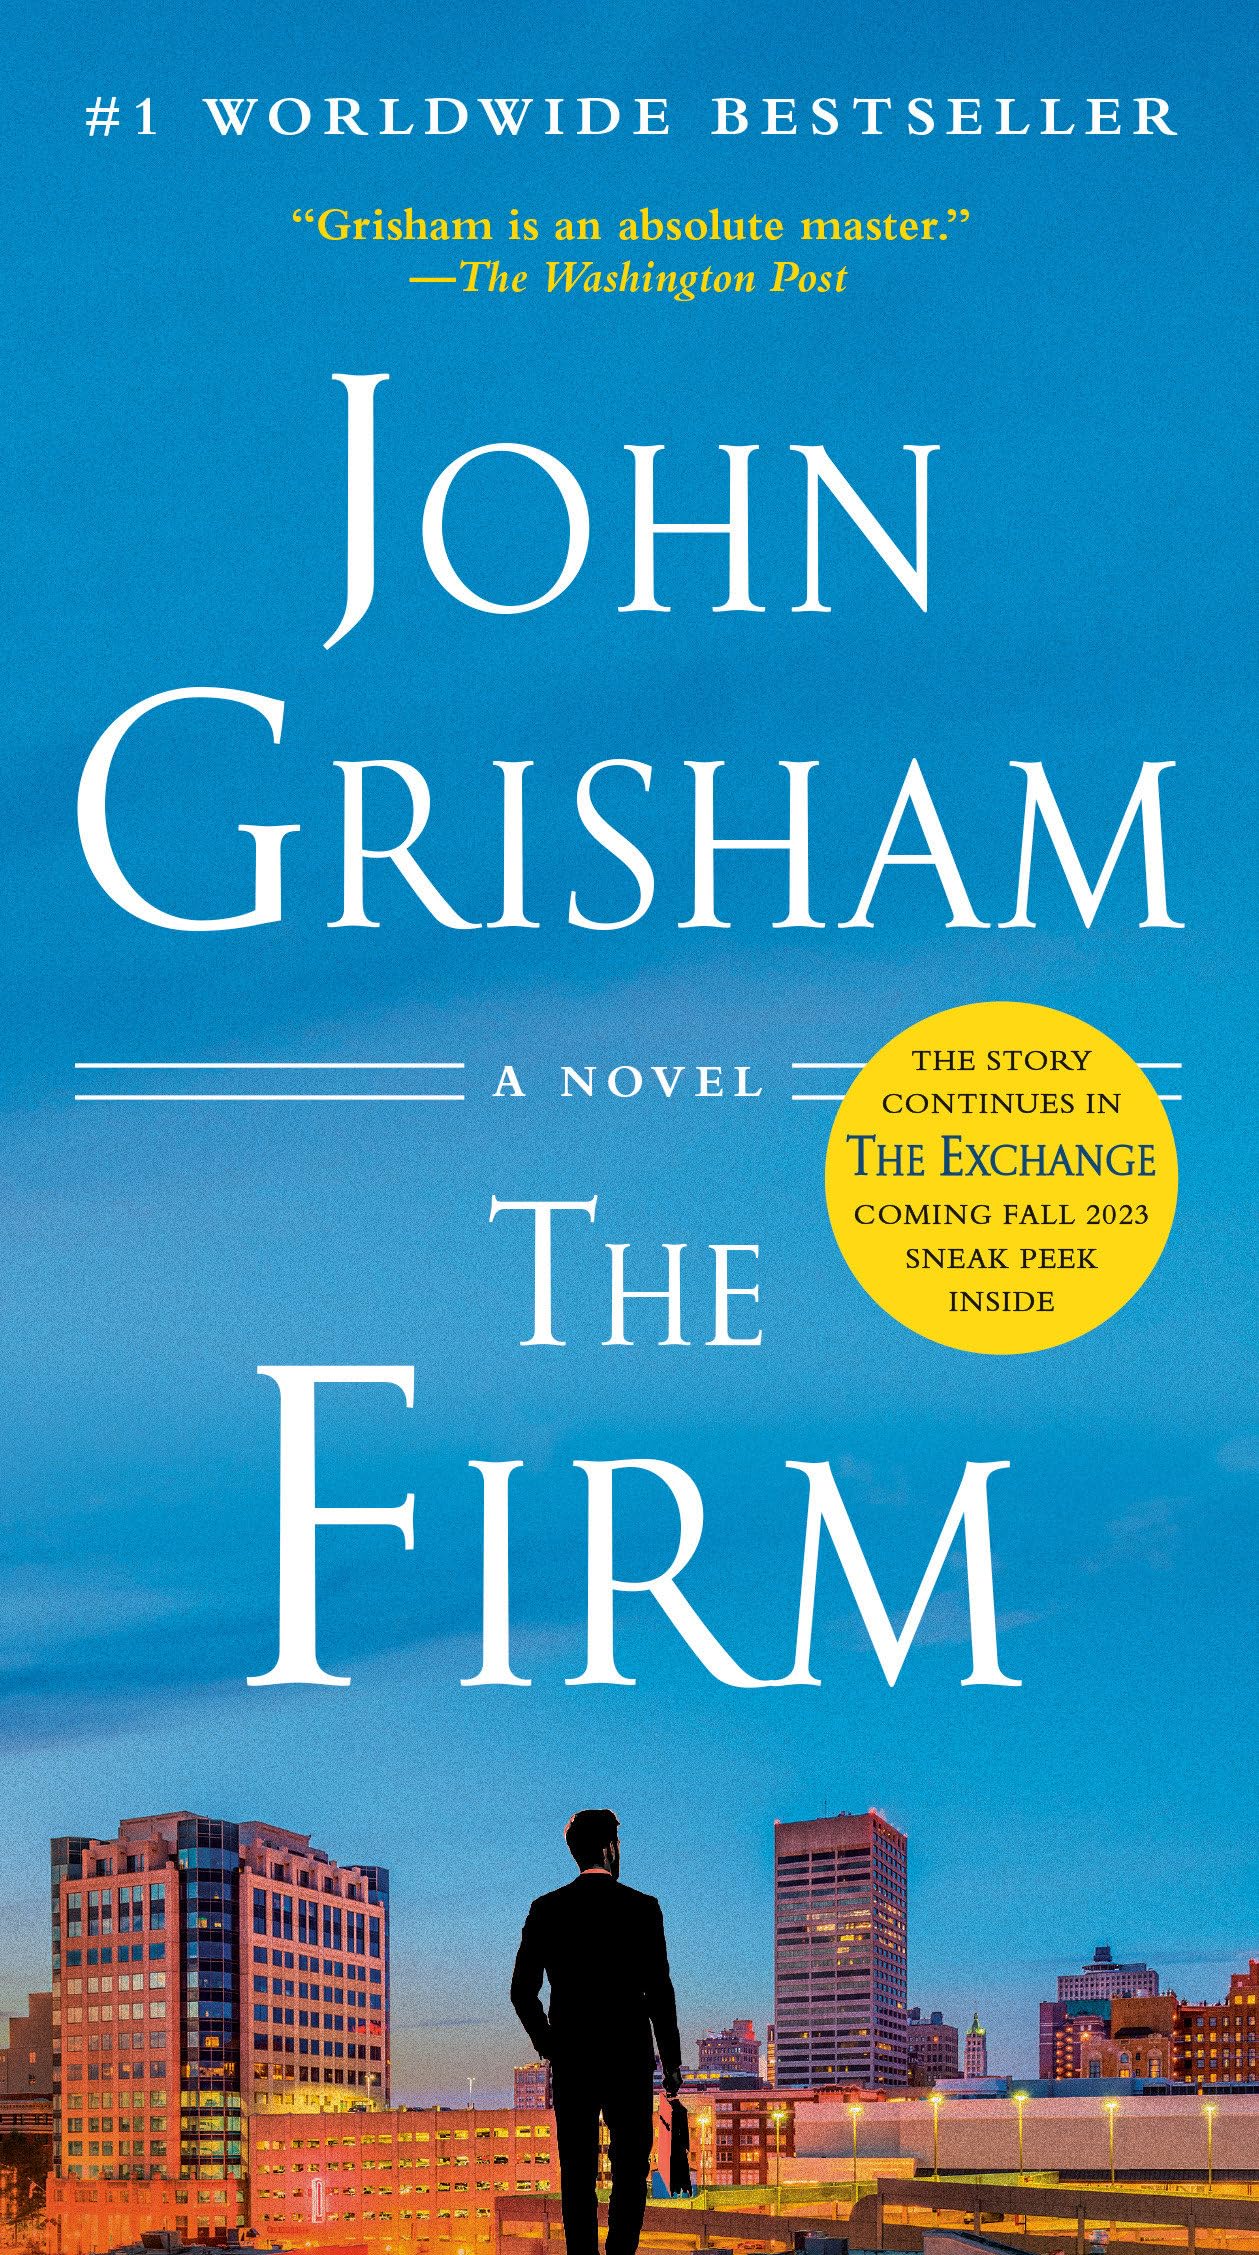 #1 WORLDWIDE BESTSELLER
“Grisham is an absolute master.”
—The Washington Post
JOHN
GRISHAM
A NOVEL
THE STORY
CONTINUES IN
THE EXCHANGE
COMING FALL 2023
SNEAK PEEK
INSIDE
THE
FIRM